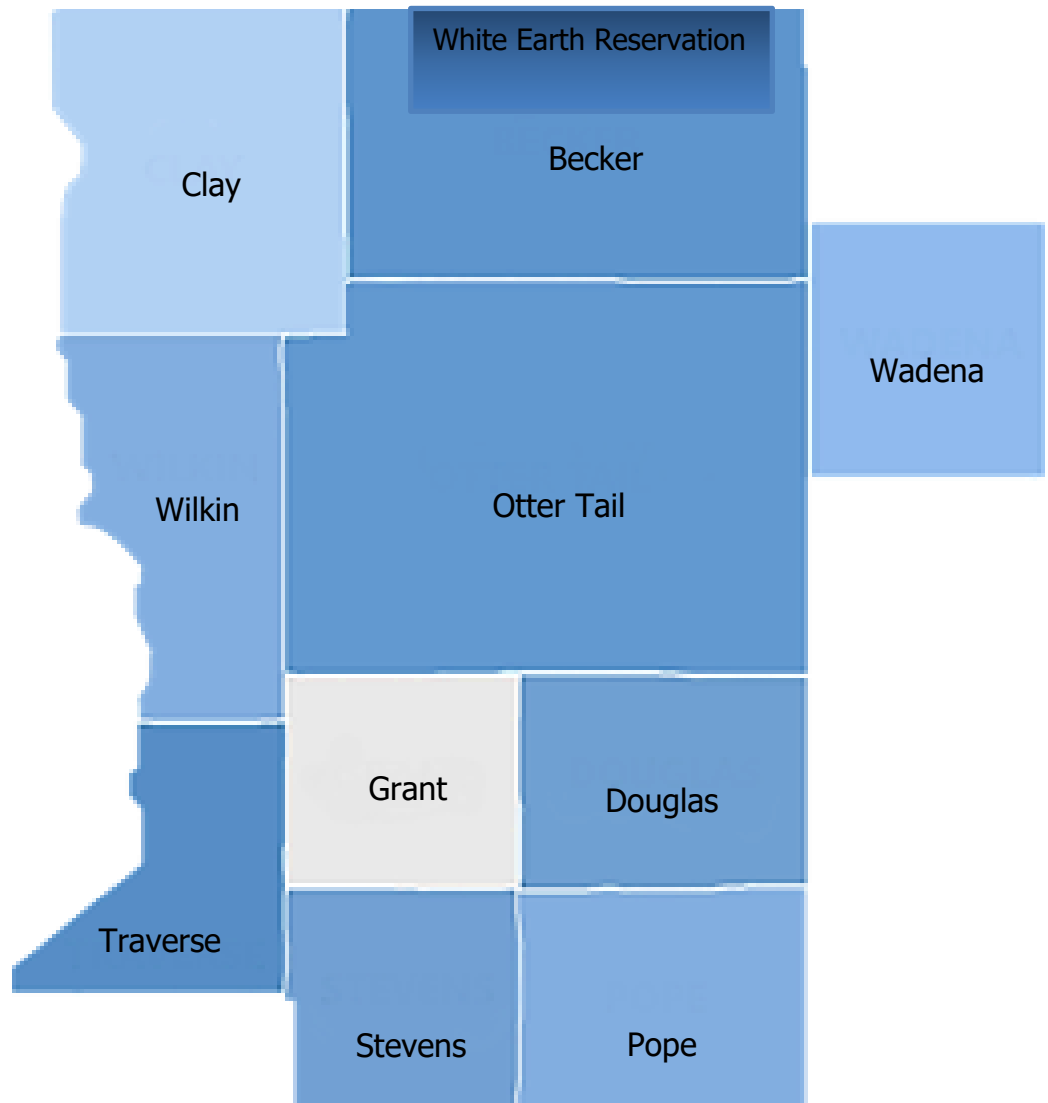 White Earth Reservation
Becker
Clay
Wadena
Wilkin
Otter Tail
Grant
Douglas
Traverse
Stevens
Pope